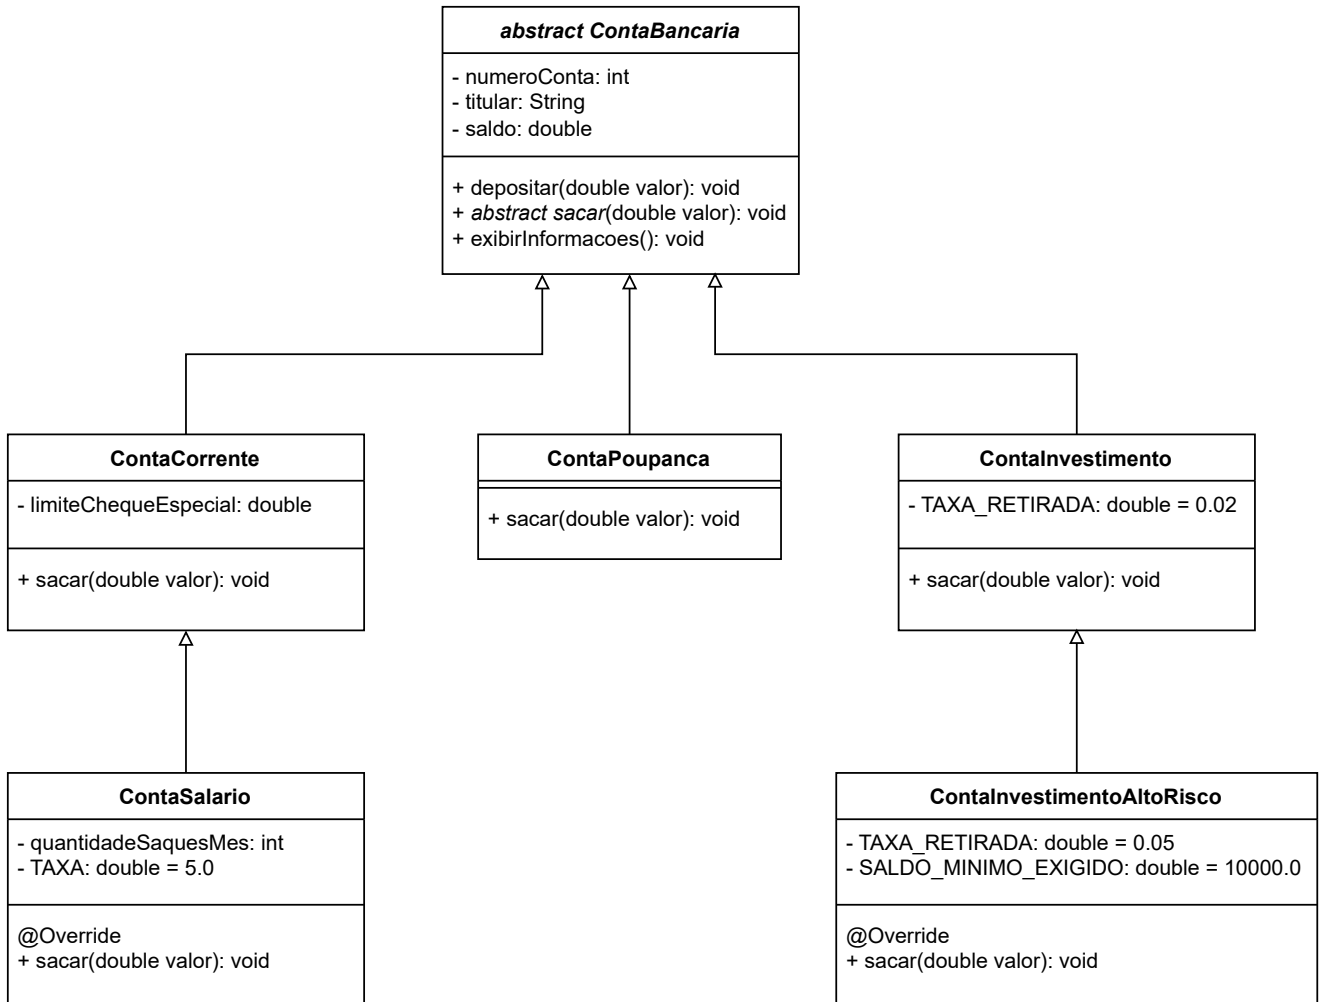 abstract ContaBancaria
- numeroConta: int
- titular: String
- saldo: double
+ depositar(double valor): void
+ abstract sacar(double valor): void
+ exibirInformacoes(): void
ContaCorrente
- limiteChequeEspecial: double
+ sacar(double valor): void
ContaPoupanca
+ sacar(double valor): void
ContaInvestimento
- TAXA_RETIRADA: double = 0.02
+ sacar(double valor): void
ContaSalario
- quantidadeSaquesMes: int
- TAXA: double = 5.0
@Override
+ sacar(double valor): void
ContaInvestimentoAltoRisco
- TAXA_RETIRADA: double = 0.05
- SALDO_MINIMO_EXIGIDO: double = 10000.0
@Override
+ sacar(double valor): void